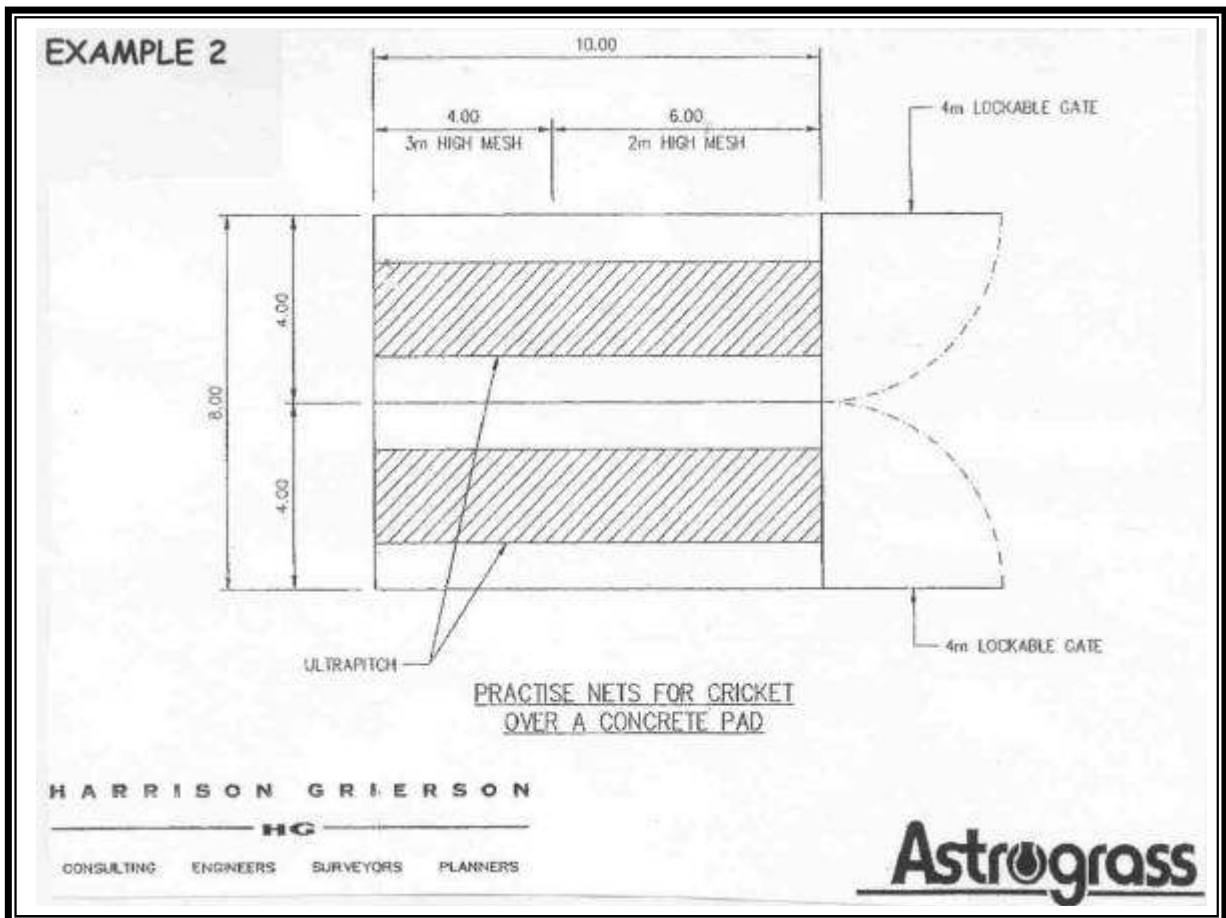 EXAMPLE 2
10.00
4.00
6.00
3m HIGH MESH
2m HIGH MESH
4m LOCKABLE GATE
4.00
8.00
4.00
ULTRAPITCH
4m LOCKABLE GATE
PRACTISE NETS FOR CRICKET
OVER A CONCRETE PAD
HARRISON GRIERSON
HG
CONSULTING ENGINEERS SURVEYORS PLANNERS
Astrograss